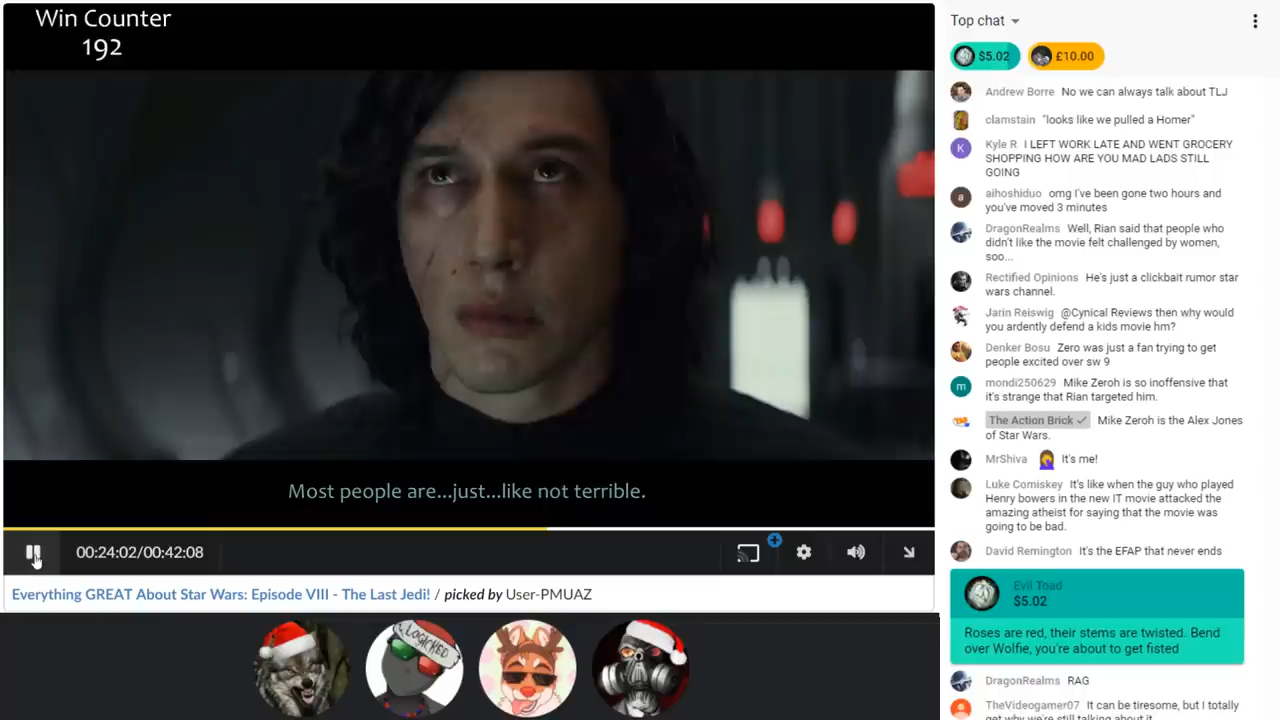 Win Counter
192
Most people are...just...like not terrible.
00:24:02/00:42:08
Everything GREAT About Star Wars: Episode VIII - The Last Jedi! / picked by User-PMUAZ
LOGICKED
Top chat
$5.02
£10.00
Andrew Borre No we can always talk about TLJ
clamstain "looks like we pulled a Homer"
K
Kyle R I LEFT WORK LATE AND WENT GROCERY
SHOPPING HOW ARE YOU MAD LADS STILL
GOING
a
aihoshiduo omg I've been gone two hours and
you've moved 3 minutes
DragonRealms Well, Rian said that people who
didn't like the movie felt challenged by women,
soo...
Rectified Opinions He's just a clickbait rumor star
wars channel.
Jarin Reiswig @Cynical Reviews then why would
you ardently defend a kids movie hm?
Denker Bosu Zero was just a fan trying to get
people excited over sw 9
m
mondi250629 Mike Zeroh is so inoffensive that
it's strange that Rian targeted him.
The Action Brick Mike Zeroh is the Alex Jones
of Star Wars.
MrShiva It's me!
Luke Comiskey It's like when the guy who played
Henry bowers in the new IT movie attacked the
amazing atheist for saying that the movie was
going to be bad.
David Remington It's the EFAP that never ends
Evil Toad
$5.02
Roses are red, their stems are twisted. Bend
over Wolfie, you're about to get fisted
DragonRealms RAG
TheVideogamer07 It can be tiresome, but I totally
get why we're still talking about it